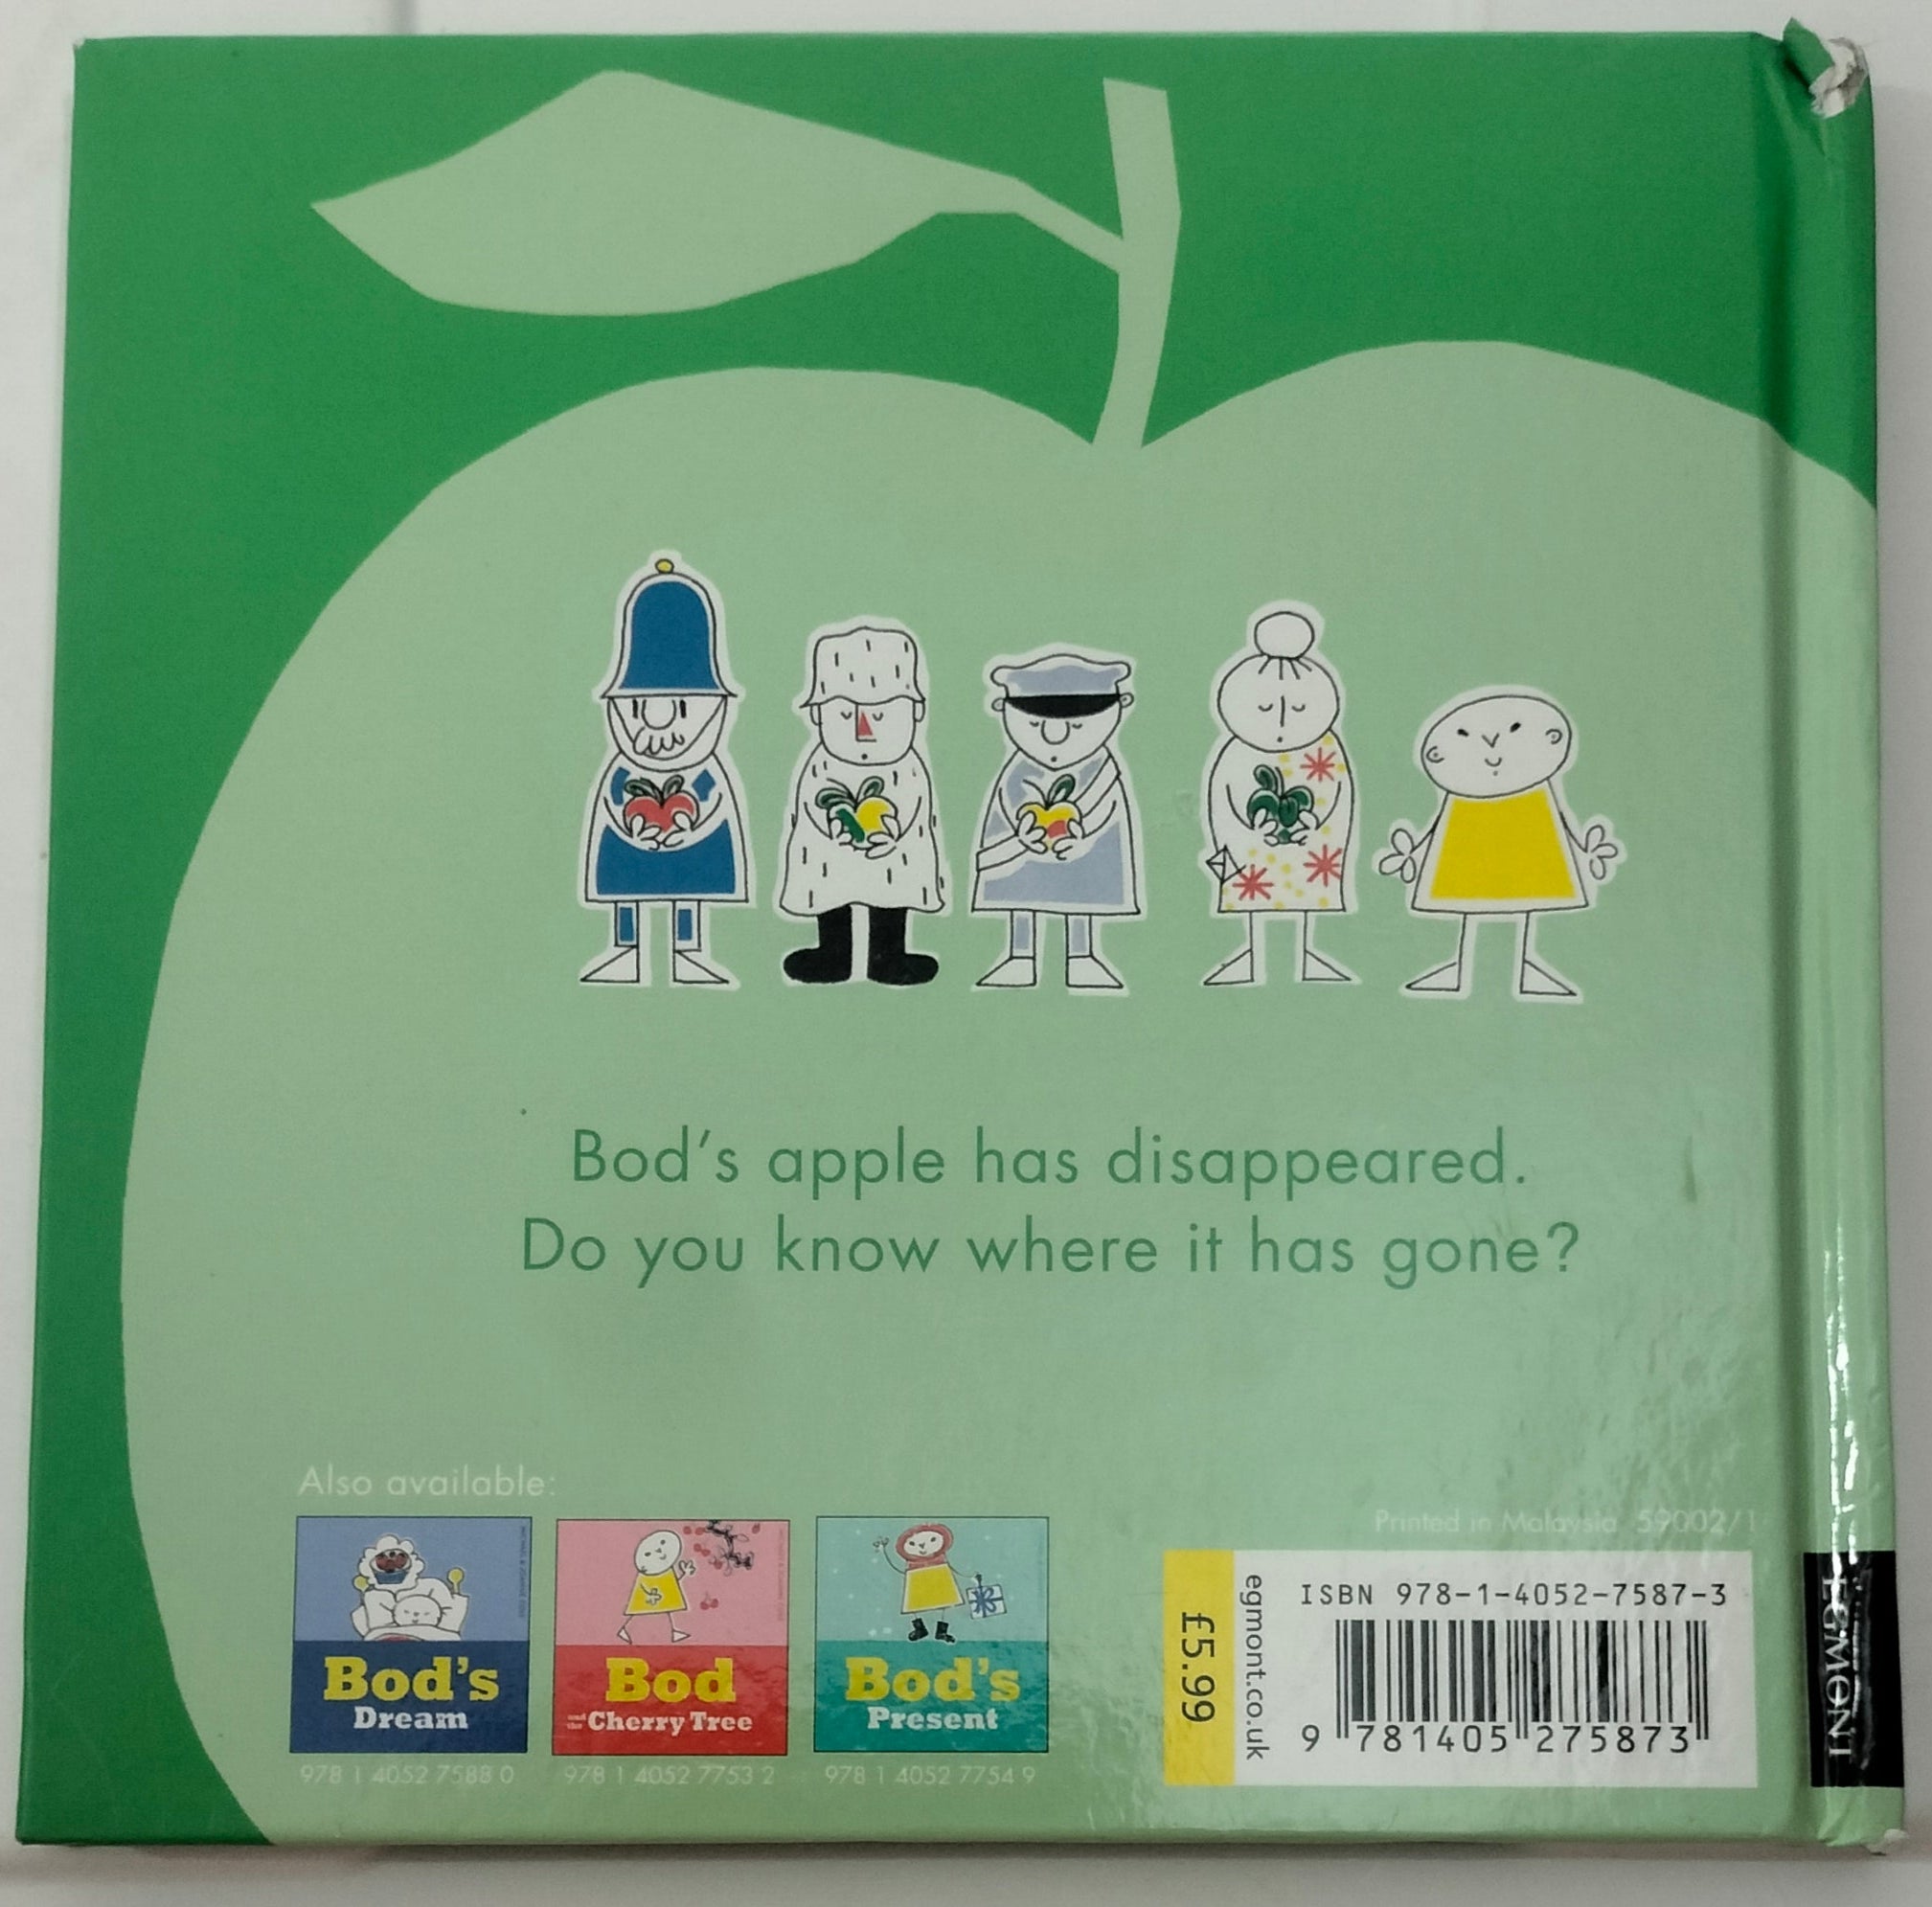 Bod's apple has disappeared.
Do you know where it has gone?
Also available:
Bod's
Dream
978 1 4052 7588 0
Bod
and the Cherry Tree
978 1 4052 7753 2
Bod's
Present
978 1 4052 7754 9
Printed in Malaysia 59002/1
£5.99
egmont.co.uk
ISBN 978-1-4052-7587-3
9 781405 275873
EGMONT